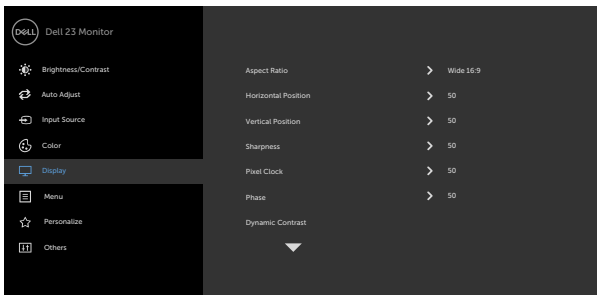 DELL Dell 23 Monitor
Brightness/Contrast
Auto Adjust
Input Source
Color
Display
Menu
Personalize
Others
Aspect Ratio Wide 16:9
Horizontal Position 50
Vertical Position 50
Sharpness 50
Pixel Clock 50
Phase 50
Dynamic Contrast